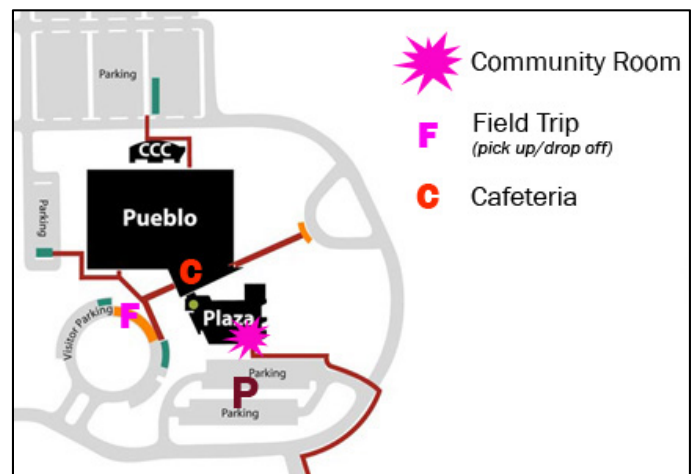 Parking
CCC
Pueblo
Parking
C
F
Visitor Parking
Plaza
Parking
P
Parking
Community Room
F
Field Trip
(pick up/drop off)
C
Cafeteria